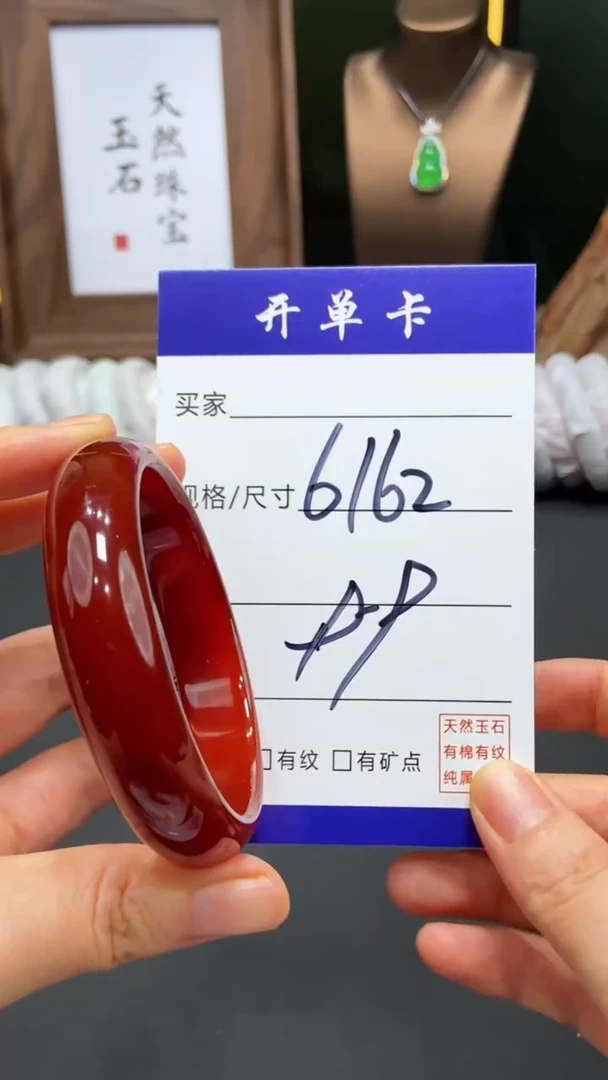 天然珠宝
玉石
开单卡
买家
规格/尺寸 6162
有纹 有矿点
天然玉石
有棉有纹
纯属